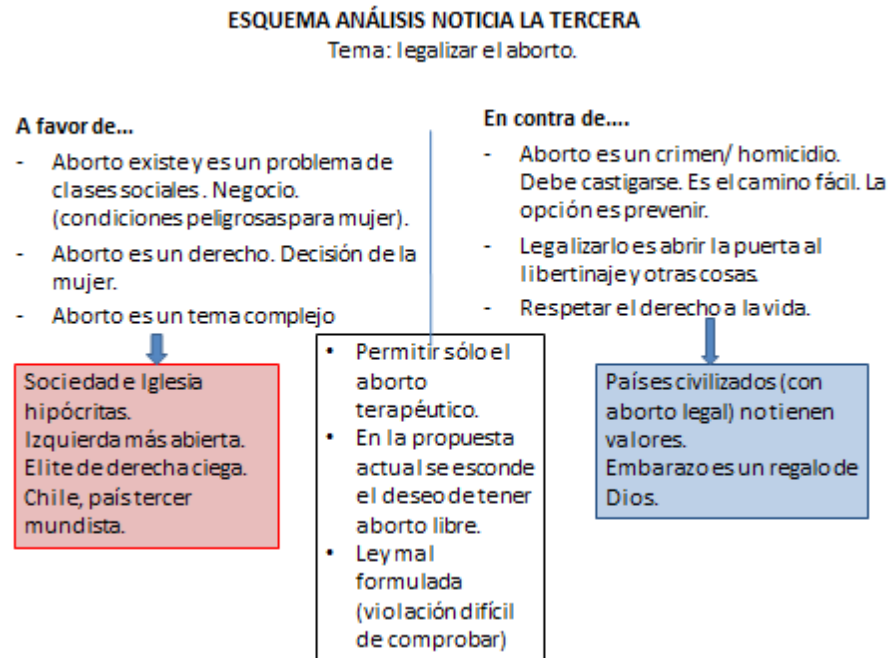 ESQUEMA ANÁLISIS NOTICIA LA TERCERA
Tema: legalizar el aborto.
A favor de...
- Aborto existe y es un problema de
clases sociales. Negocio.
(condiciones peligrosas para mujer).
- Aborto es un derecho. Decisión de la
mujer.
- Aborto es un tema complejo
Sociedad e Iglesia
hipócritas.
Izquierda más abierta.
Elite de derecha ciega.
Chile, país tercer
mundista.
• Permitir sólo el
aborto
terapéutico.
• En la propuesta
actual se esconde
el deseo de tener
aborto libre.
• Ley mal
formulada
(violación difícil
de comprobar)
En contra de....
- Aborto es un crimen/ homicidio.
Debe castigarse. Es el camino fácil. La
opción es prevenir.
- Legalizarlo es abrir la puerta al
libertinaje y otras cosas.
- Respetar el derecho a la vida.
Países civilizados (con
aborto legal) no tienen
valores.
Embarazo es un regalo de
Dios.